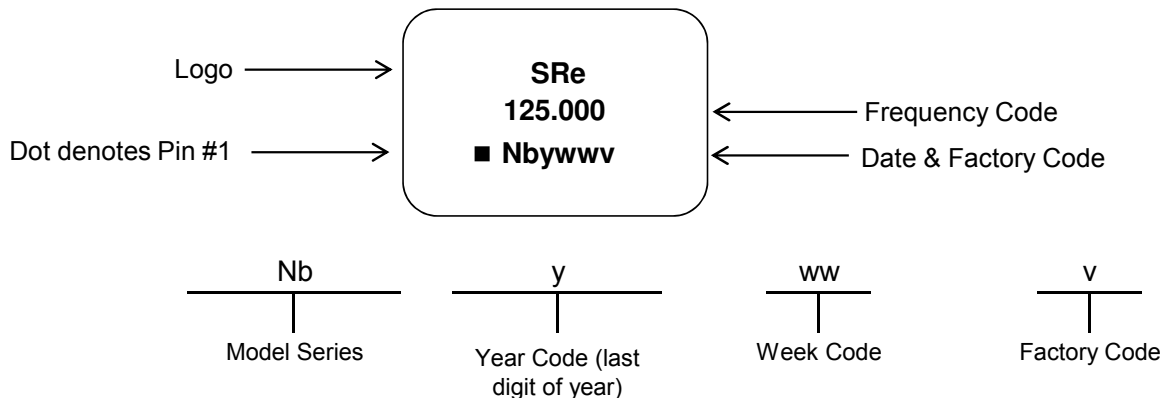 Logo
SRe
125.000
Frequency Code
Dot denotes Pin #1
■ Nbywwv
Date & Factory Code
Nb
y
ww
v
Model Series
Year Code (last
digit of year)
Week Code
Factory Code